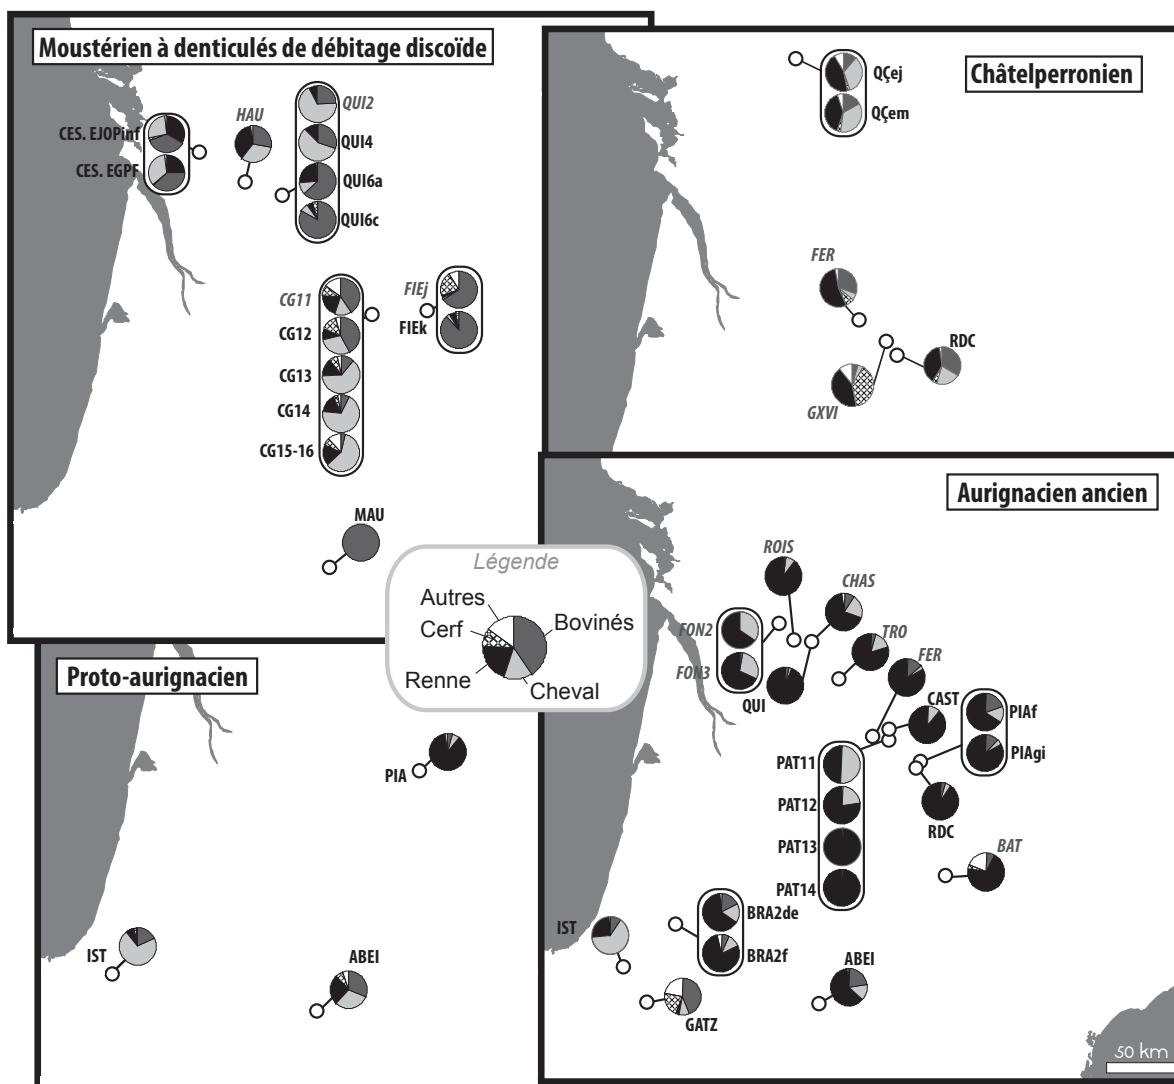 Moustérien à denticulés de débitage discoïde
HAU
QUI2
CES. EJOPinf
QUI4
CES. EGPF
QUI6a
QUI6c
CG11
FIEj
CG12
FIEk
CG13
CG14
CG15-16
MAU
Châtelperronien
QÇej
QÇem
FER
RDC
GXVI
Légende
Autres
Bovinés
Cerf
Renne
Cheval
Proto-aurignacien
PIA
IST
ABEI
Aurignacien ancien
ROIS
CHAS
FON2
TRO
FON3
FER
QUI
CAST
PIAf
PAT11
PIAgi
PAT12
RDC
PAT13
BAT
PAT14
BRA2de
IST
BRA2f
ABEI
GATZ
50 km